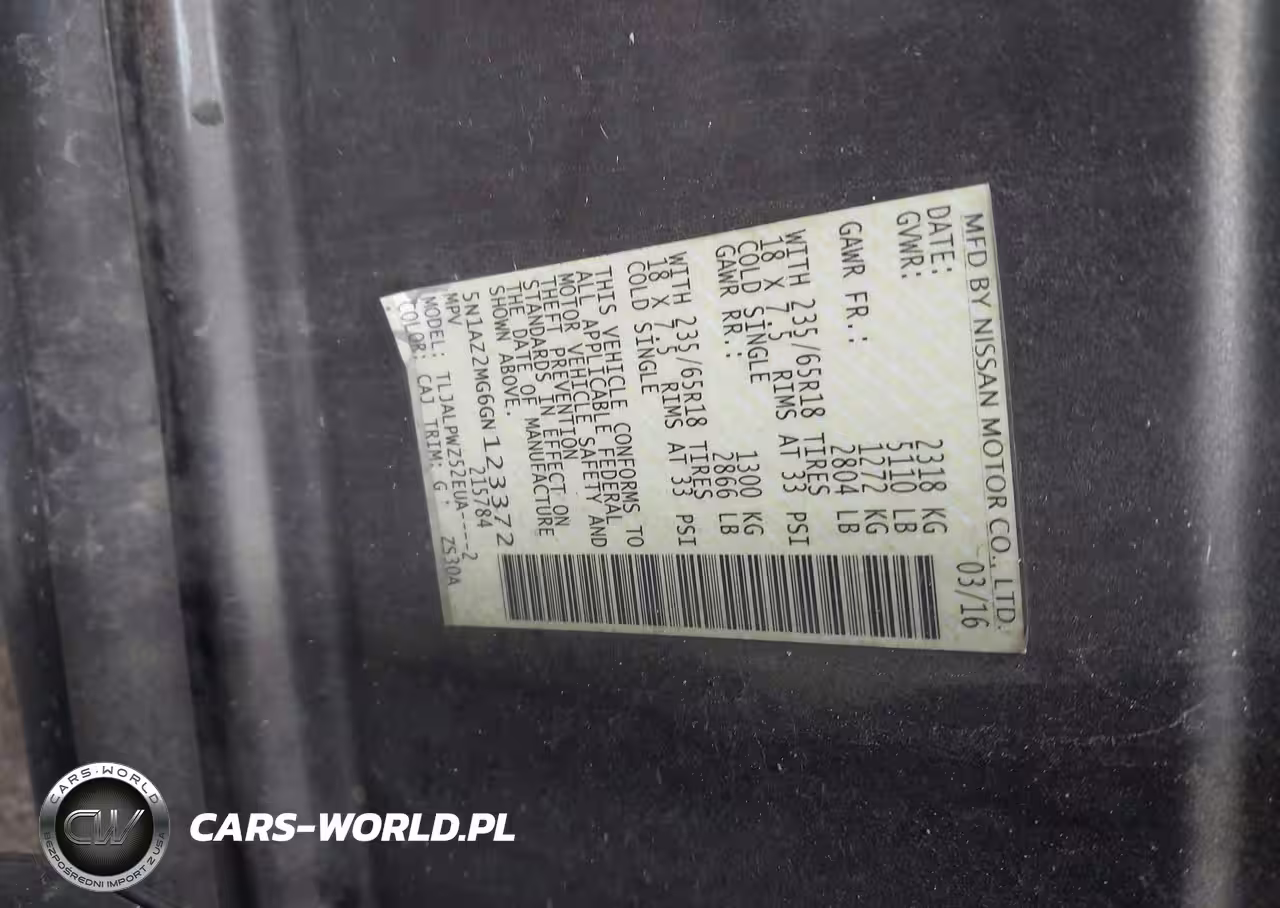 MFD BY NISSAN MOTOR CO., LTD.
DATE: 03/16
GVWR: 2318 KG
5110 LB
GAWR FR.: 1272 KG
2804 LB
WITH 235/65R18 TIRES
18 X 7.5 RIMS AT 33 PSI
COLD SINGLE
GAWR RR.: 1300 KG
2866 LB
WITH 235/65R18 TIRES
18 X 7.5 RIMS AT 33 PSI
COLD SINGLE
THIS VEHICLE CONFORMS TO
ALL APPLICABLE FEDERAL
MOTOR VEHICLE SAFETY AND
THEFT PREVENTION
STANDARDS IN EFFECT ON
THE DATE OF MANUFACTURE
SHOWN ABOVE.
5N1AZ2MG6GN123372
MPV 215784
MODEL: TLJALPWZ52EUA----2
COLOR: CAJ TRIM: G ZS30A
CARS-WORLD
CW
BEZPOŚREDNI IMPORT Z USA
CARS-WORLD.PL